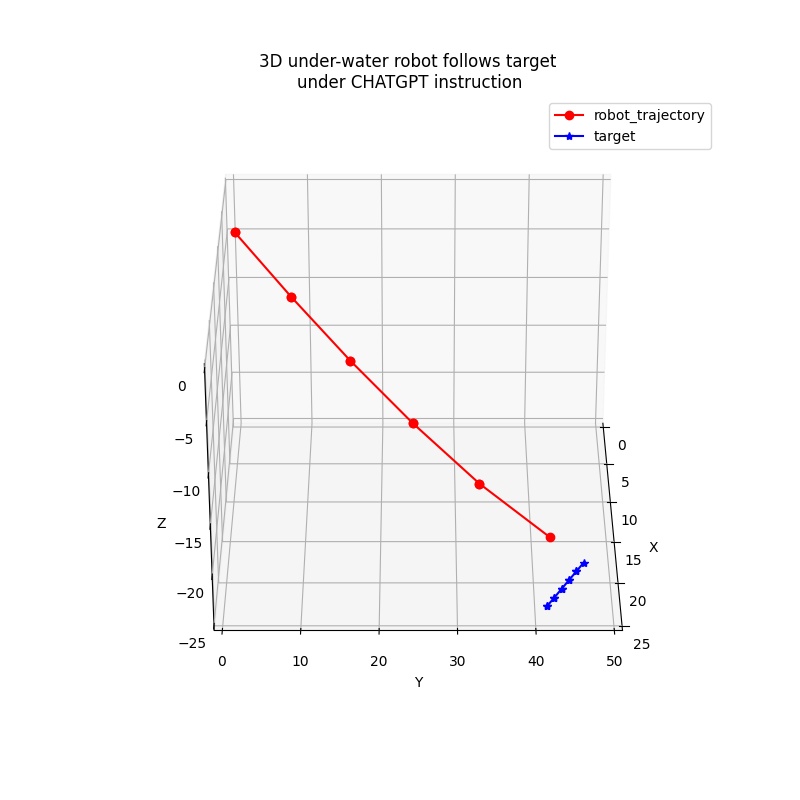 3D under-water robot follows target
under CHATGPT instruction
robot_trajectory
target
0
−5
−10
−15
−20
−25
Z
0
5
10
15
20
25
X
0
10
20
30
40
50
Y